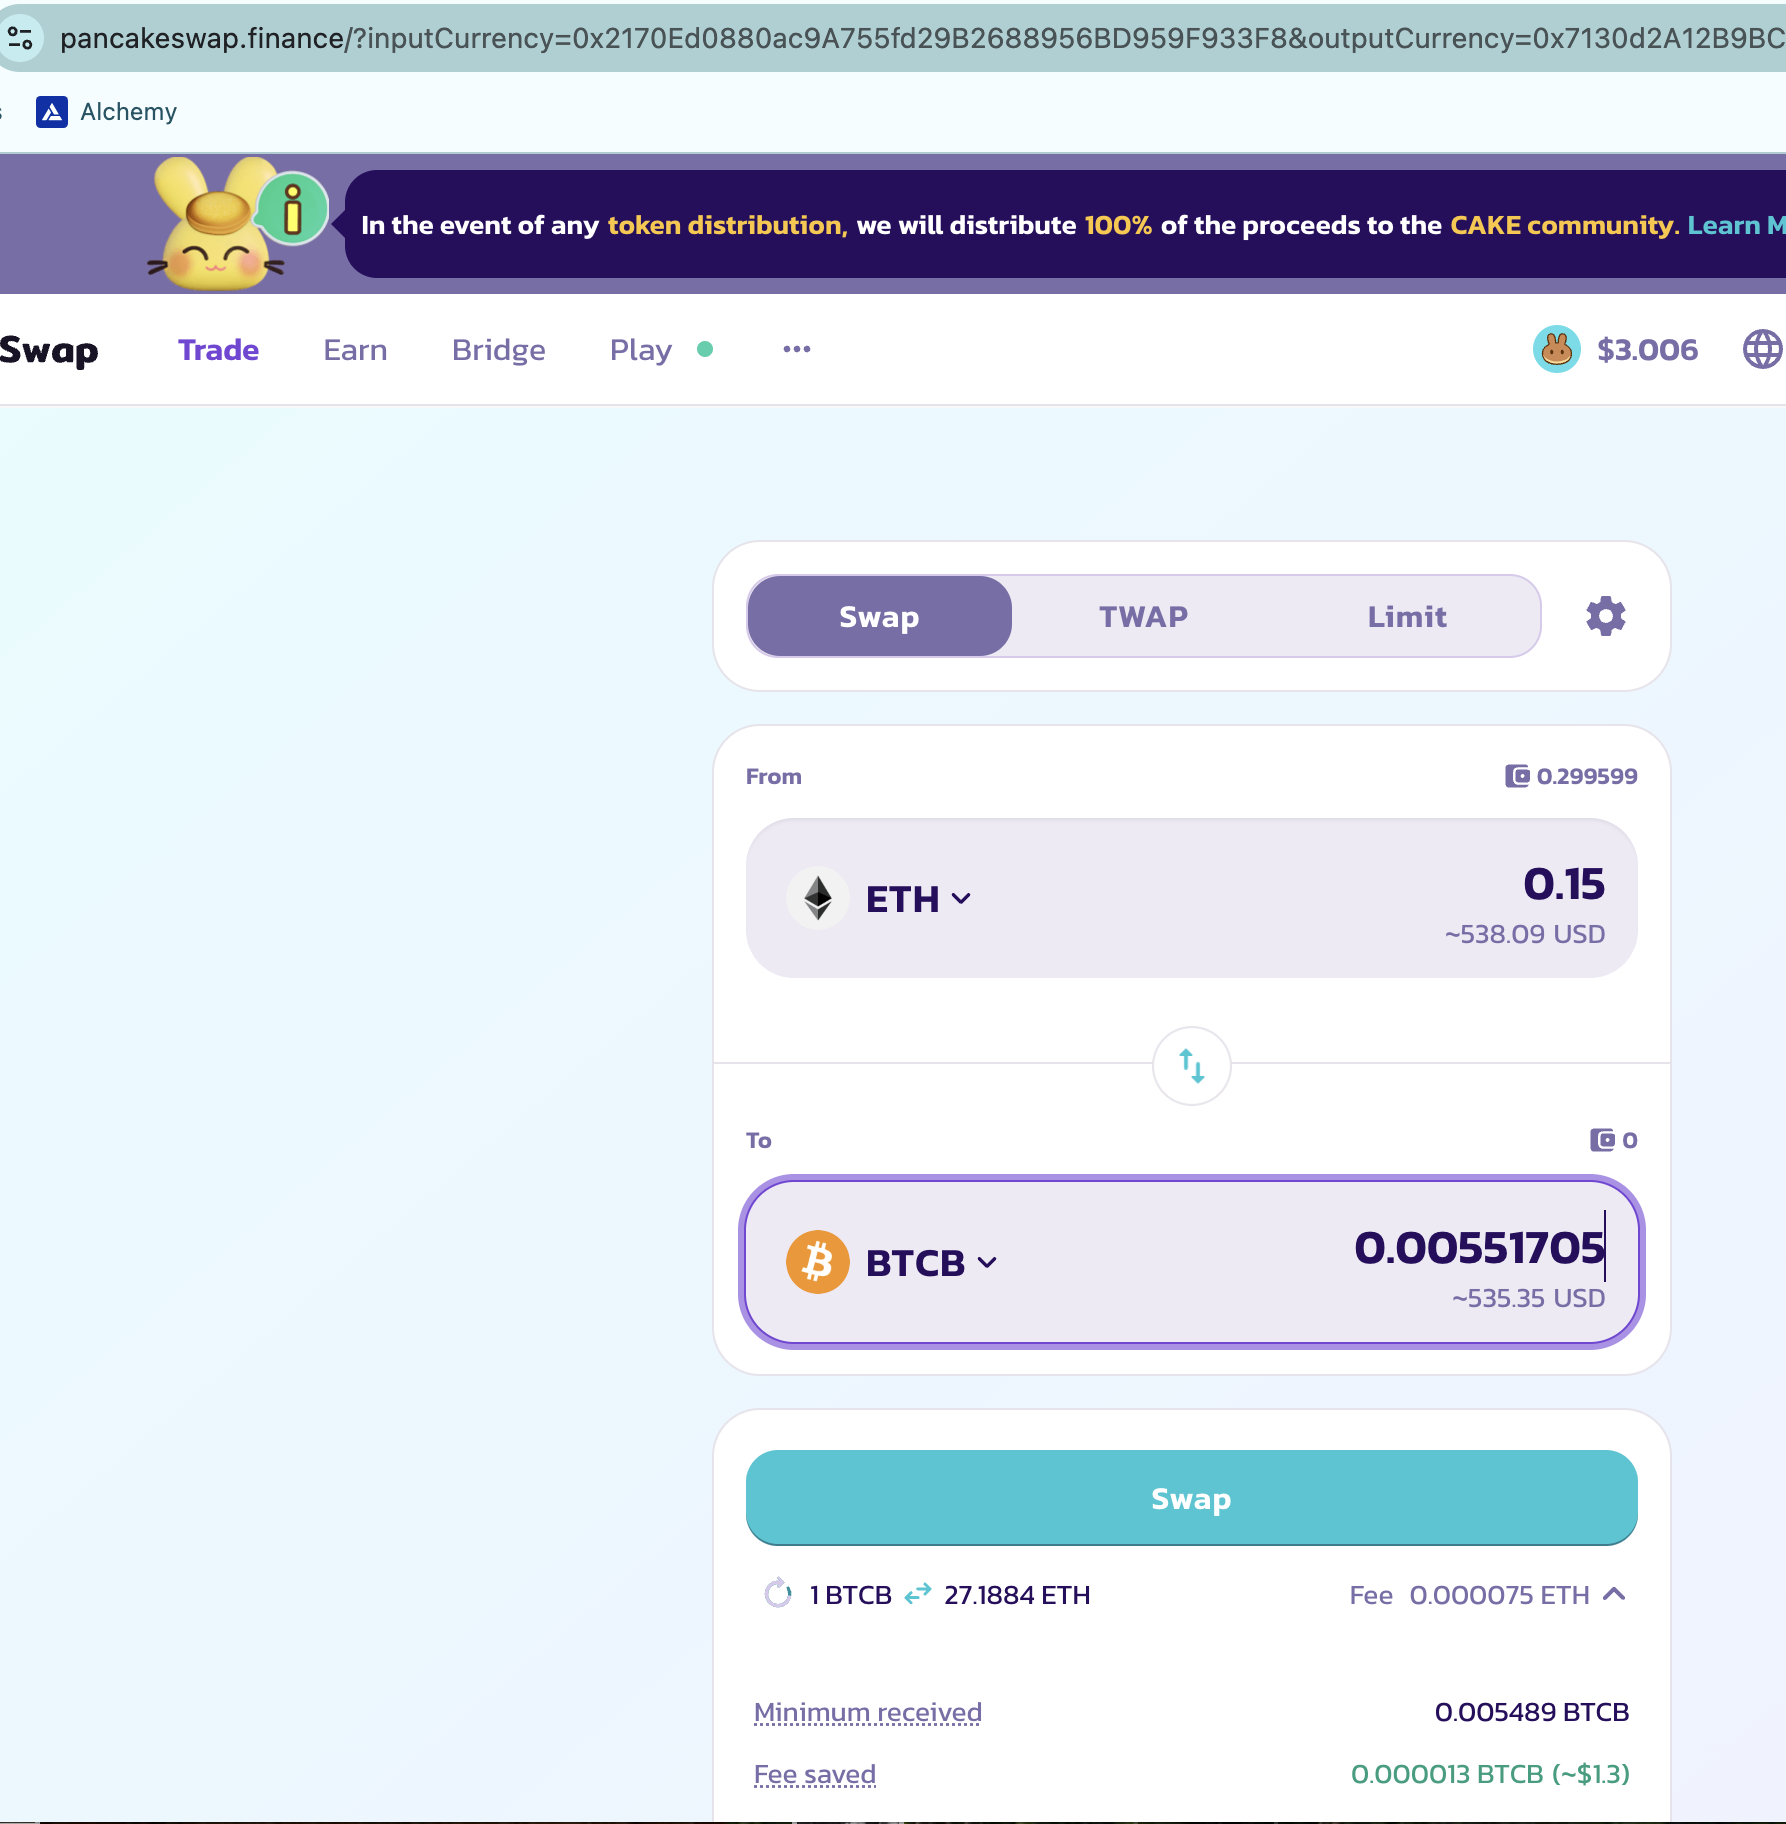 pancakeswap.finance/?inputCurrency=0x2170Ed0880ac9A755fd29B2688956BD959F933F8&outputCurrency=0x7130d2A12B9BC
Alchemy
In the event of any token distribution, we will distribute 100% of the proceeds to the CAKE community. Learn M
Swap Trade Earn Bridge Play ••• $3.006
Swap TWAP Limit
From 0.299599
ETH 0.15
~538.09 USD
To 0
BTCB 0.00551705
~535.35 USD
Swap
1 BTCB 27.1884 ETH Fee 0.000075 ETH
Minimum received 0.005489 BTCB
Fee saved 0.000013 BTCB (~$1.3)